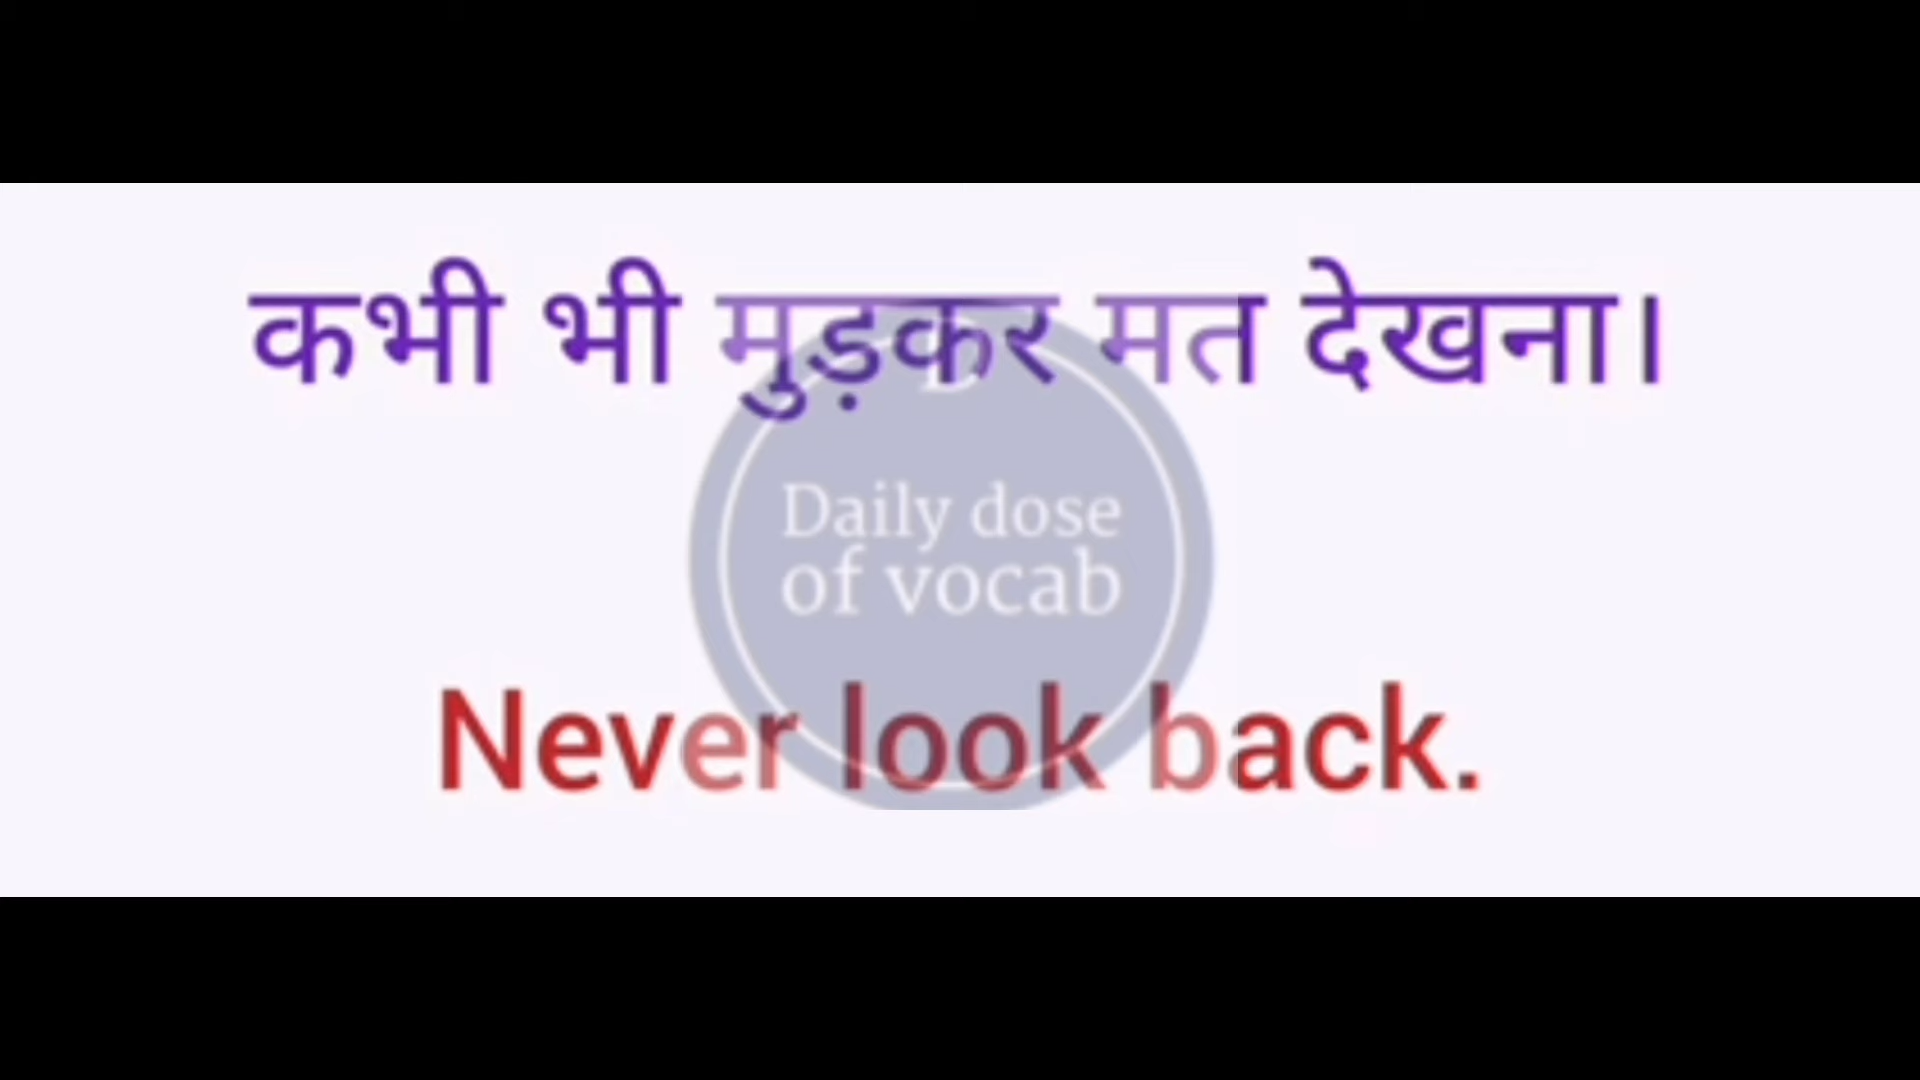 कभी भी मुड़कर मत देखना।
Daily dose
of vocab
Never look back.